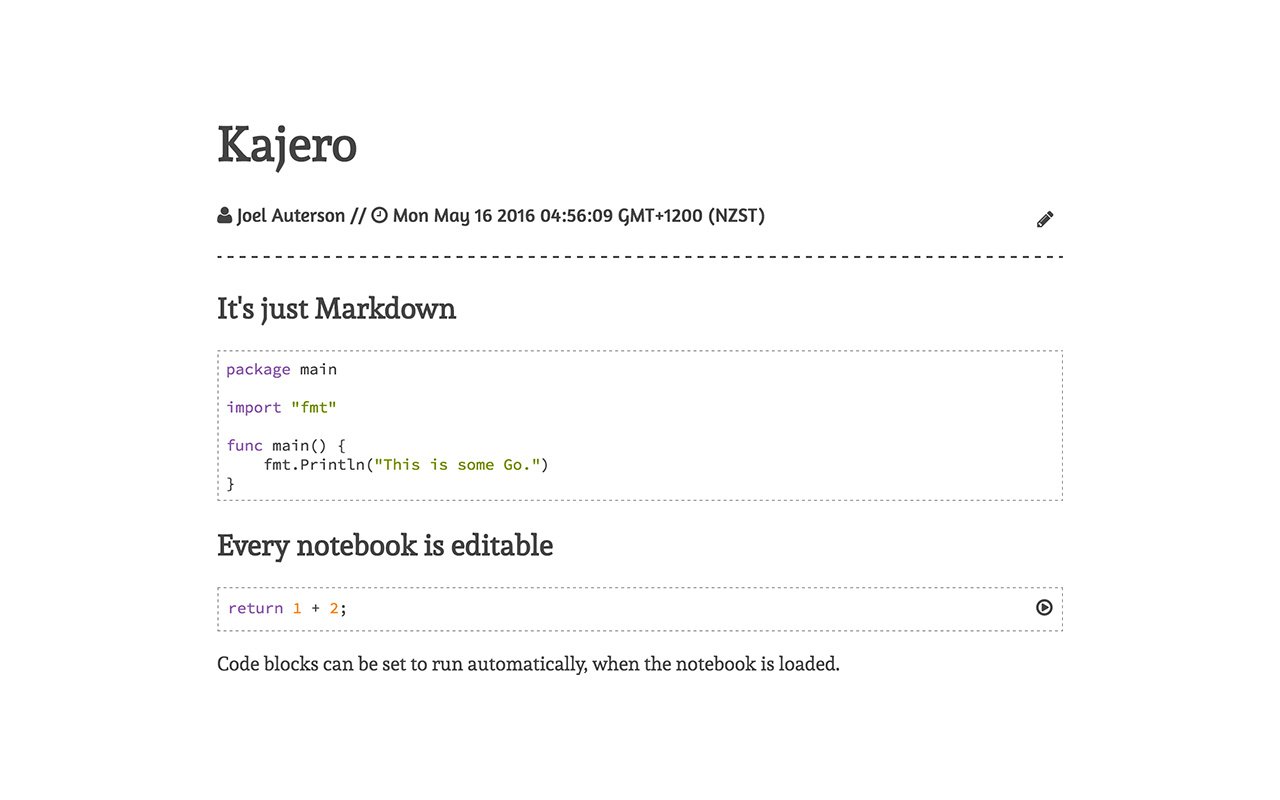 Kajero
Joel Auterson // Mon May 16 2016 04:56:09 GMT+1200 (NZST)
It's just Markdown
package main
import "fmt"
func main() {
    fmt.Println("This is some Go.")
}
Every notebook is editable
return 1 + 2;
Code blocks can be set to run automatically, when the notebook is loaded.